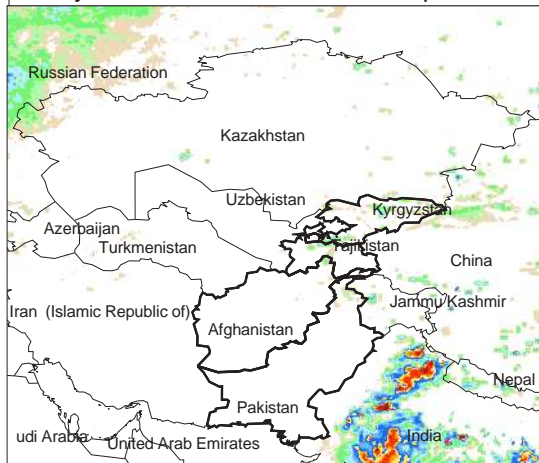 Russian Federation
Kazakhstan
Uzbekistan
Kyrgyzstan
Azerbaijan
Turkmenistan
Tajikistan
China
Iran (Islamic Republic of)
Jammu Kashmir
Afghanistan
Nepal
Pakistan
udi Arabia
United Arab Emirates
India